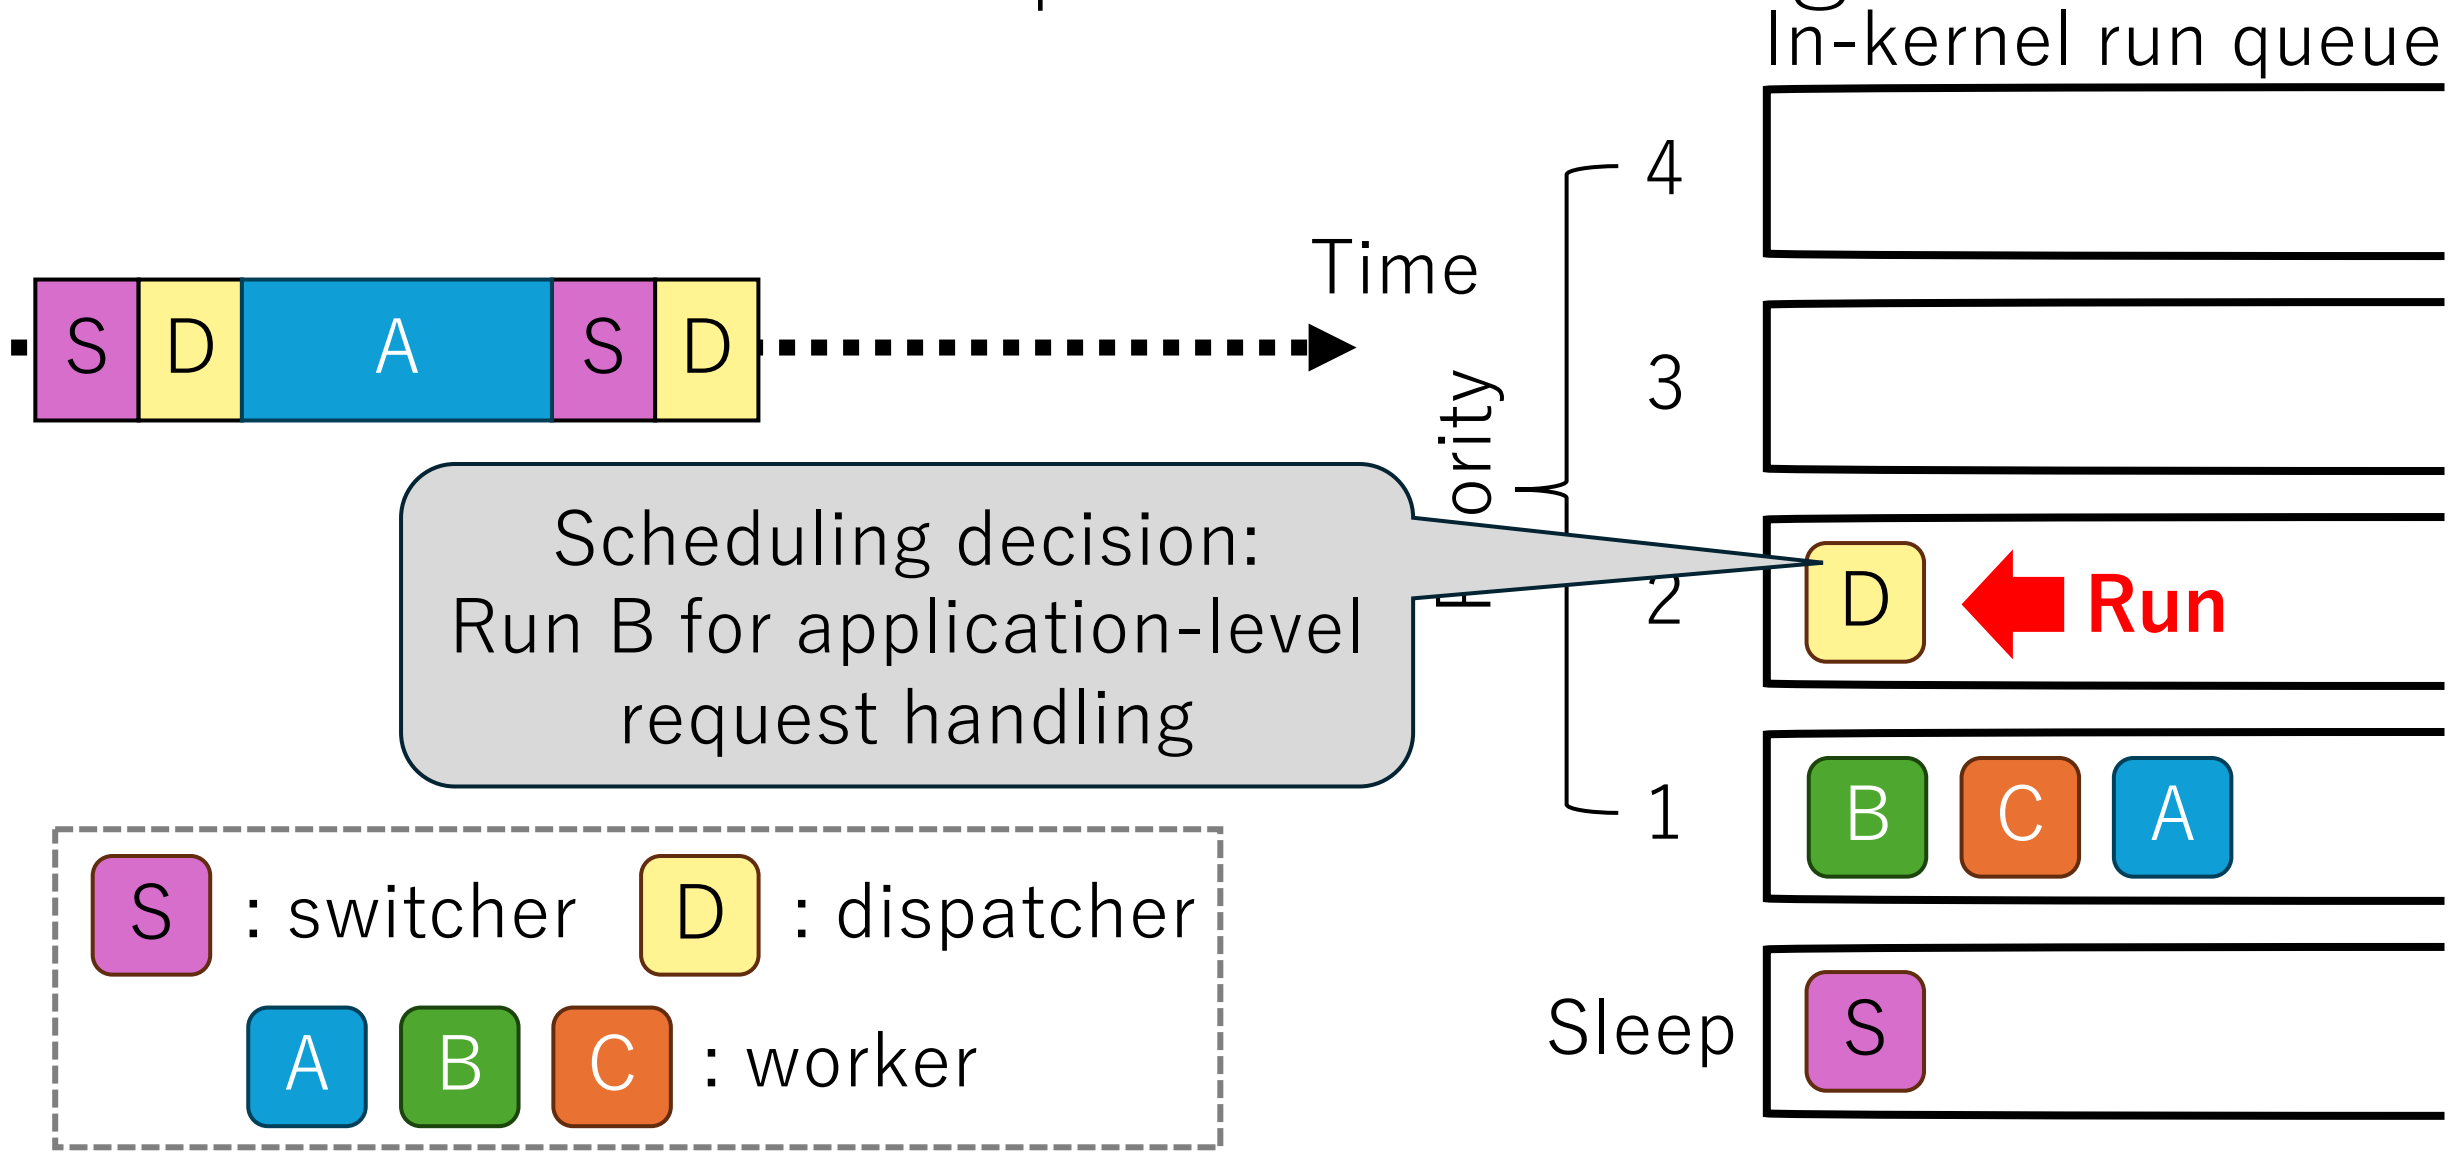 In-kernel run queue
4
Time
S D A S D
3
Scheduling decision:
Run B for application-level
request handling
2
D Run
1
B C A
S : switcher D : dispatcher
A B C : worker
Sleep
S